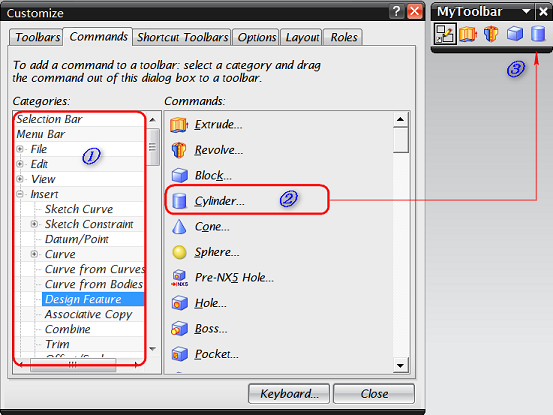 Customize
MyToolbar
Toolbars Commands Shortcut Toolbars Options Layout Roles
To add a command to a toolbar: select a category and drag
the command out of this dialog box to a toolbar.
Categories:
Selection Bar
Menu Bar
File
Edit
View
Insert
Sketch Curve
Sketch Constraint
Datum/Point
Curve
Curve from Curves
Curve from Bodies
Design Feature
Associative Copy
Combine
Trim
1
Commands:
Extrude...
Revolve...
Block...
Cylinder...
2
Cone...
Sphere...
Pre-NX5 Hole...
Hole...
Boss...
Pocket...
3
Keyboard... Close